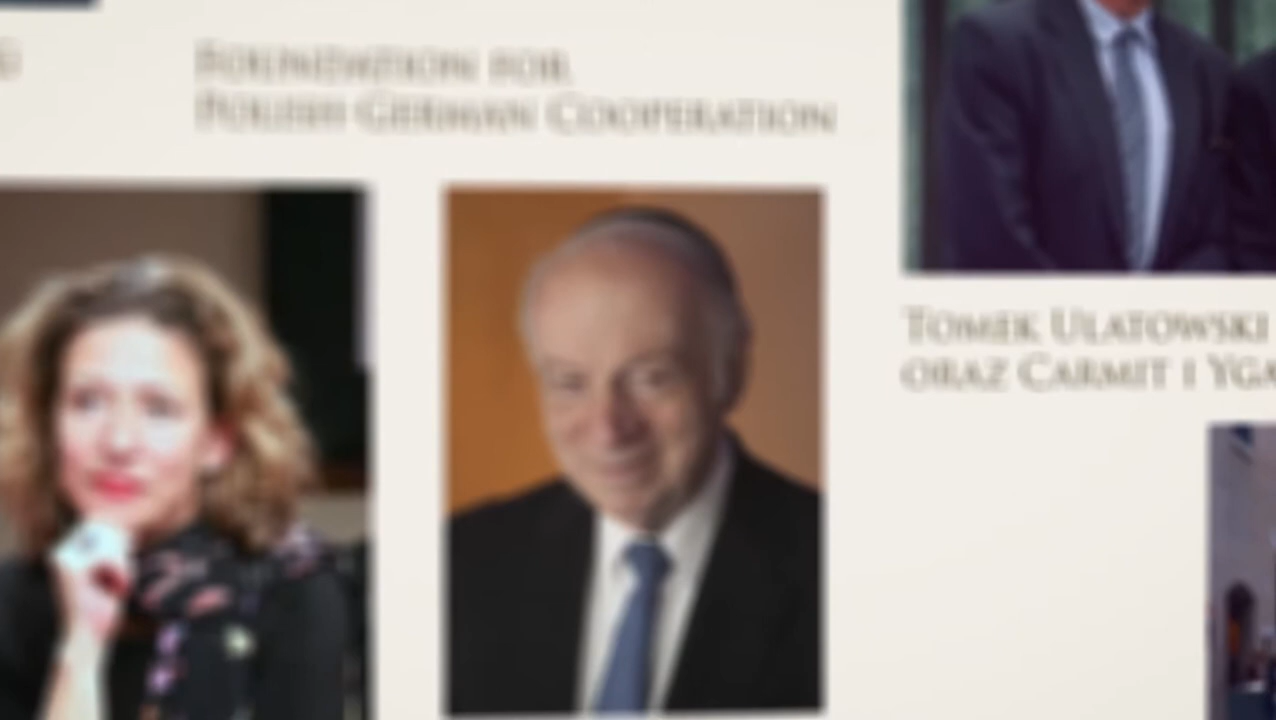 Foundation for
Polish German Cooperation
Tomek Ulatowski
oraz Carmit i